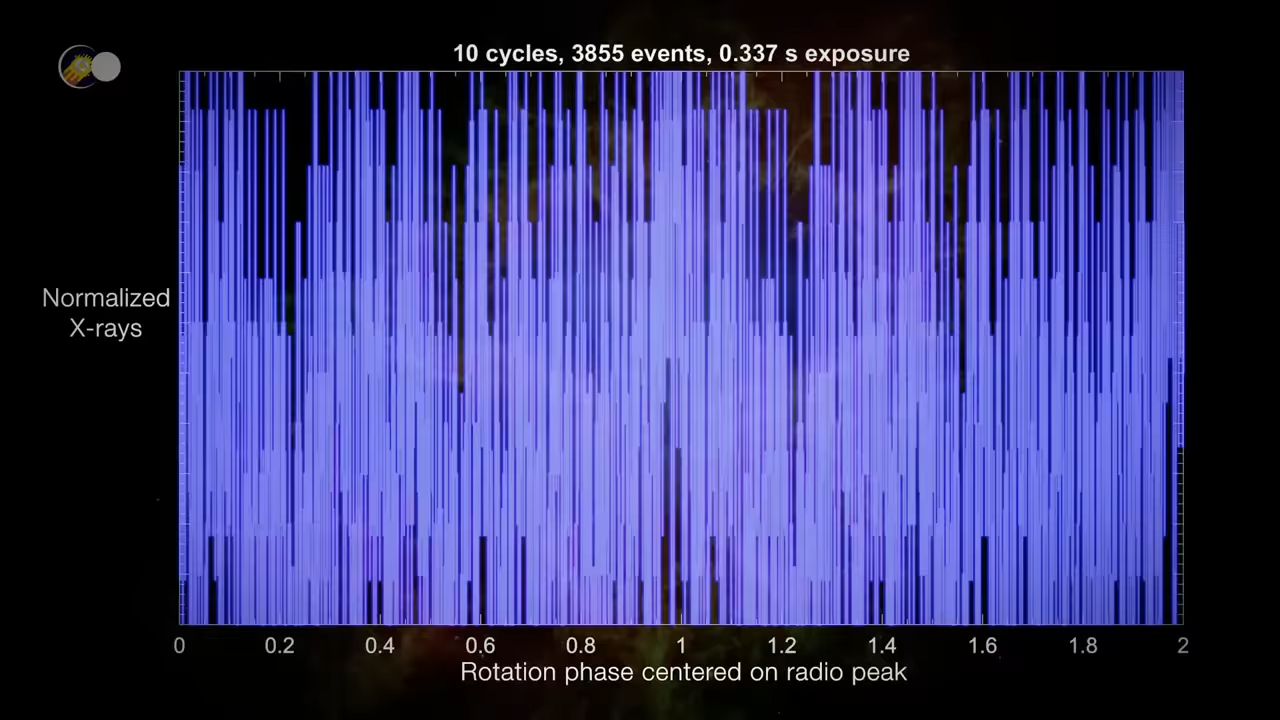 10 cycles, 3855 events, 0.337 s exposure
Normalized
X-rays
0 0.2 0.4 0.6 0.8 1 1.2 1.4 1.6 1.8 2
Rotation phase centered on radio peak